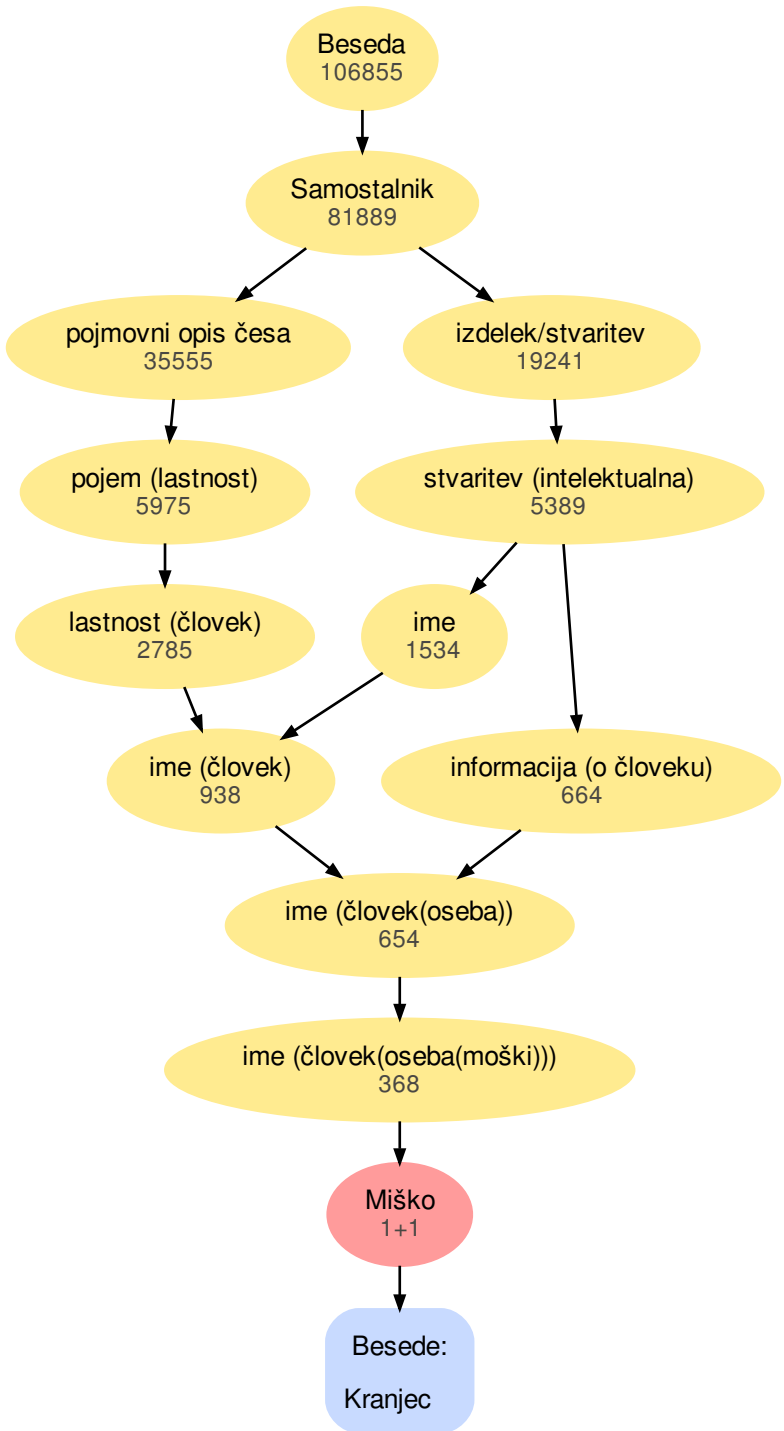 Beseda
106855
Samostalnik
81889
pojmovni opis česa
35555
izdelek/stvaritev
19241
pojem (lastnost)
5975
stvaritev (intelektualna)
5389
lastnost (človek)
2785
ime
1534
ime (človek)
938
informacija (o človeku)
664
ime (človek(oseba))
654
ime (človek(oseba(moški)))
368
Miško
1+1
Besede:
Kranjec